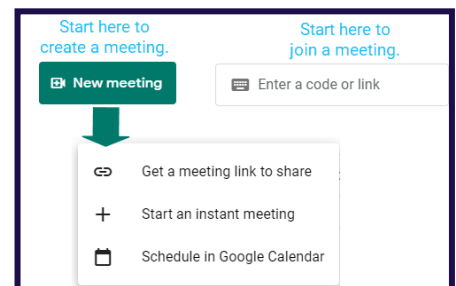 Start here to
create a meeting.
Start here to
join a meeting.
New meeting
Enter a code or link
Get a meeting link to share
Start an instant meeting
Schedule in Google Calendar